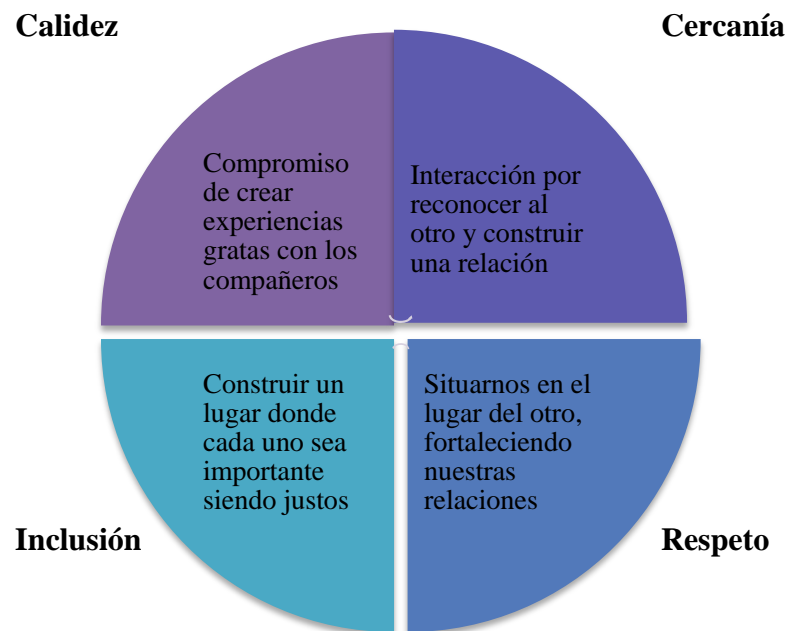 Calidez
Cercanía
Compromiso
de crear
experiencias
gratas con los
compañeros
Interacción por
reconocer al
otro y construir
una relación
Construir un
lugar donde
cada uno sea
importante
siendo justos
Situarnos en el
lugar del otro,
fortaleciendo
nuestras
relaciones
Inclusión
Respeto